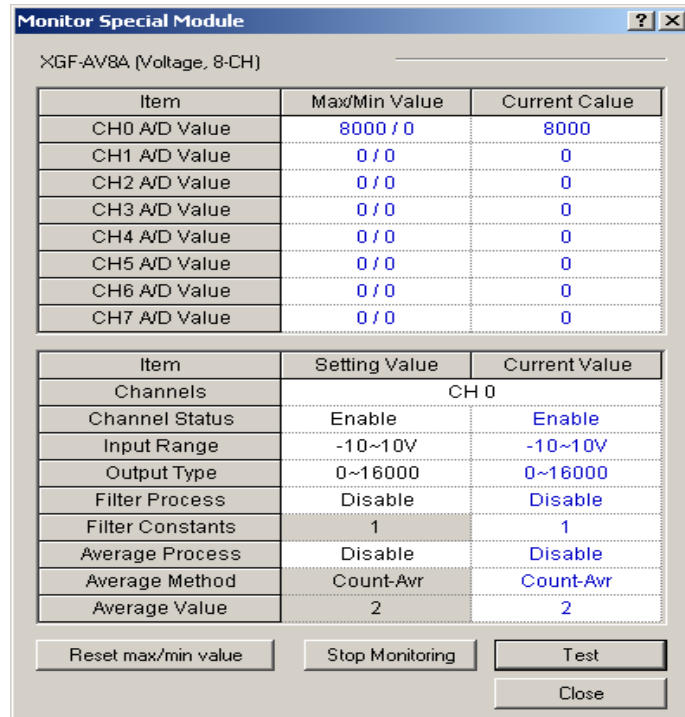 Monitor Special Module
XGF-AV8A (Voltage, 8-CH)
Item Max/Min Value Current Calue
CH0 A/D Value 8000 / 0 8000
CH1 A/D Value 0 / 0 0
CH2 A/D Value 0 / 0 0
CH3 A/D Value 0 / 0 0
CH4 A/D Value 0 / 0 0
CH5 A/D Value 0 / 0 0
CH6 A/D Value 0 / 0 0
CH7 A/D Value 0 / 0 0
Item Setting Value Current Value
Channels CH 0
Channel Status Enable Enable
Input Range -10~10V -10~10V
Output Type 0~16000 0~16000
Filter Process Disable Disable
Filter Constants 1 1
Average Process Disable Disable
Average Method Count-Avr Count-Avr
Average Value 2 2
Reset max/min value Stop Monitoring Test
Close